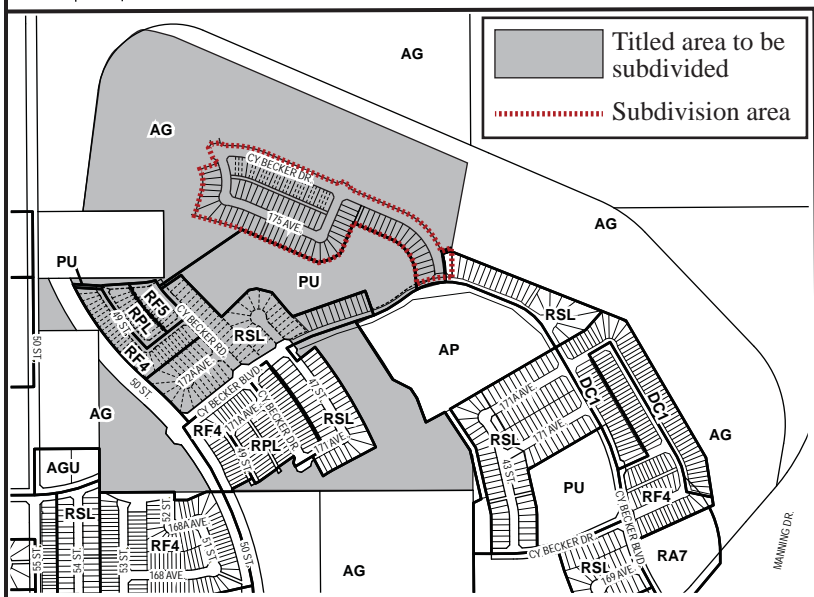 Titled area to be
subdivided
Subdivision area
AG
AG
CY BECKER DR.
175 AVE.
AG
PU
PU
RF5
RPL
49 ST.
RF4
CY BECKER RD
RSL
172A AVE.
50 ST.
50 ST.
RSL
AP
CY BECKER BLVD
171A AVE.
CY BECKER DR.
47 ST.
RSL
171 AVE.
RF4
RPL
49 ST.
AG
171A AVE.
171 AVE.
RSL
43 ST.
DC1
DC1
AG
AGU
RSL
52 ST.
168A AVE.
RF4
51 ST.
168 AVE.
55 ST.
54 ST.
53 ST.
50 ST.
AG
PU
RF4
CY BECKER BLVD.
CY BECKER DR.
RSL
169 AVE.
RA7
MANNING DR.